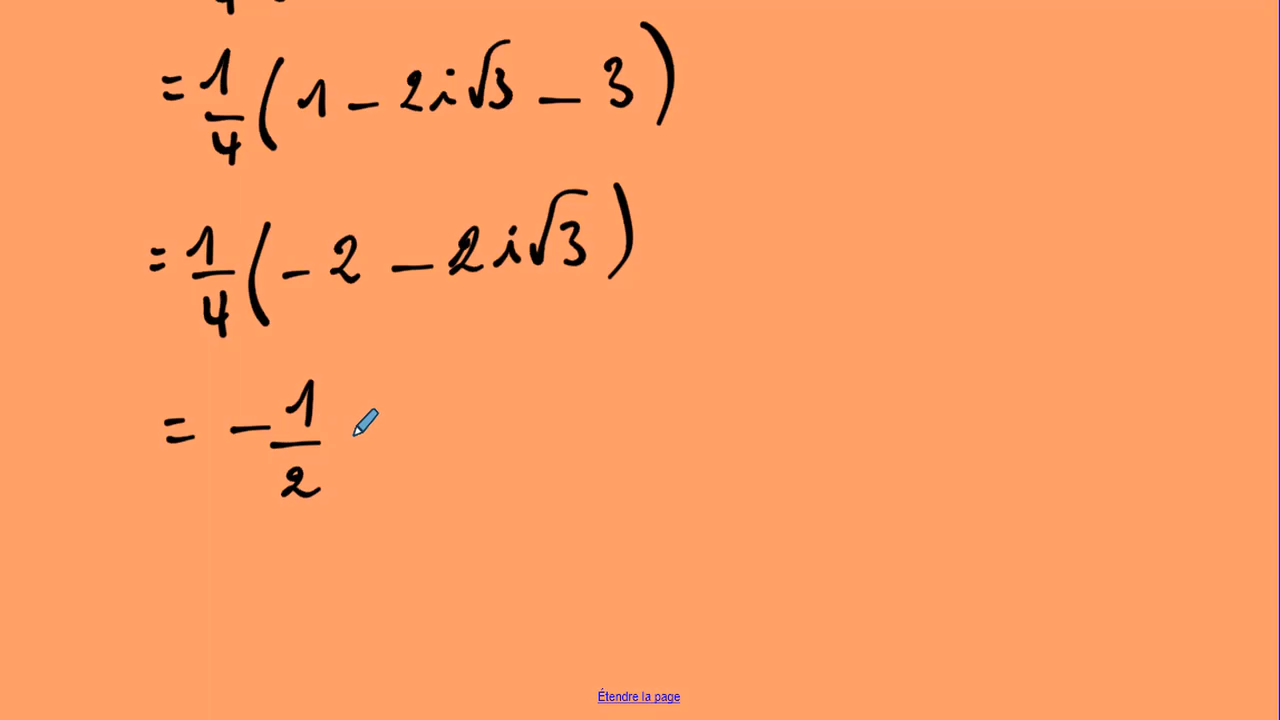 = 1/4 ( 1 - 2i√3 - 3 )
= 1/4 ( - 2 - 2i√3 )
= - 1/2
Étendre la page